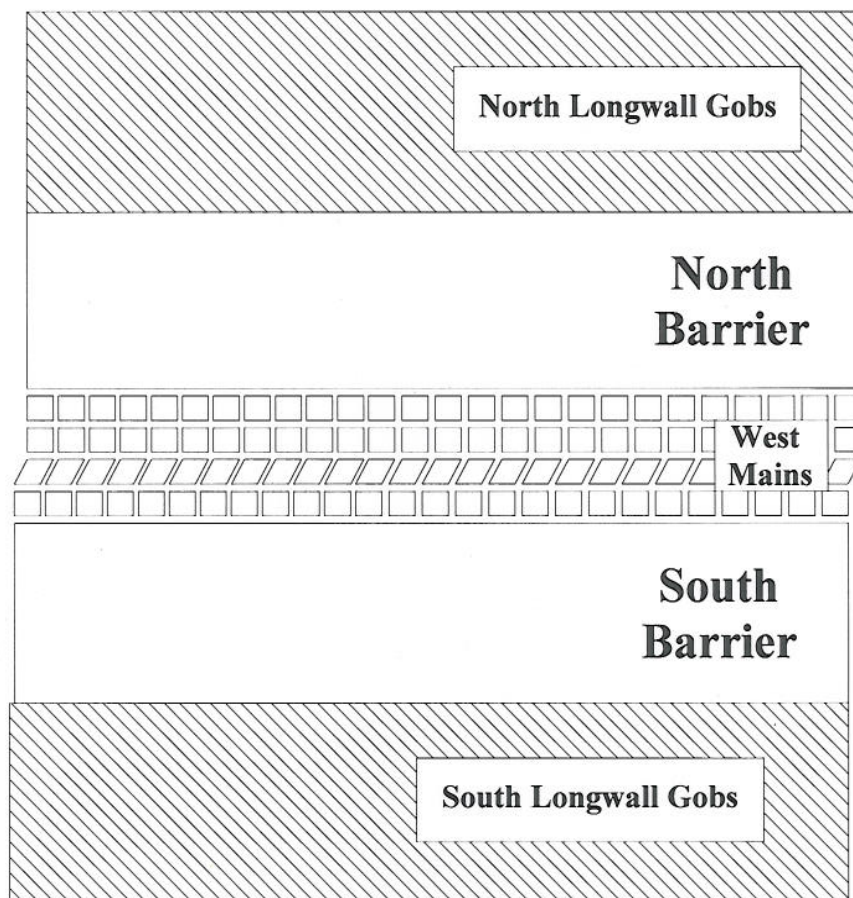 North Longwall Gobs
North
Barrier
West
Mains
South
Barrier
South Longwall Gobs